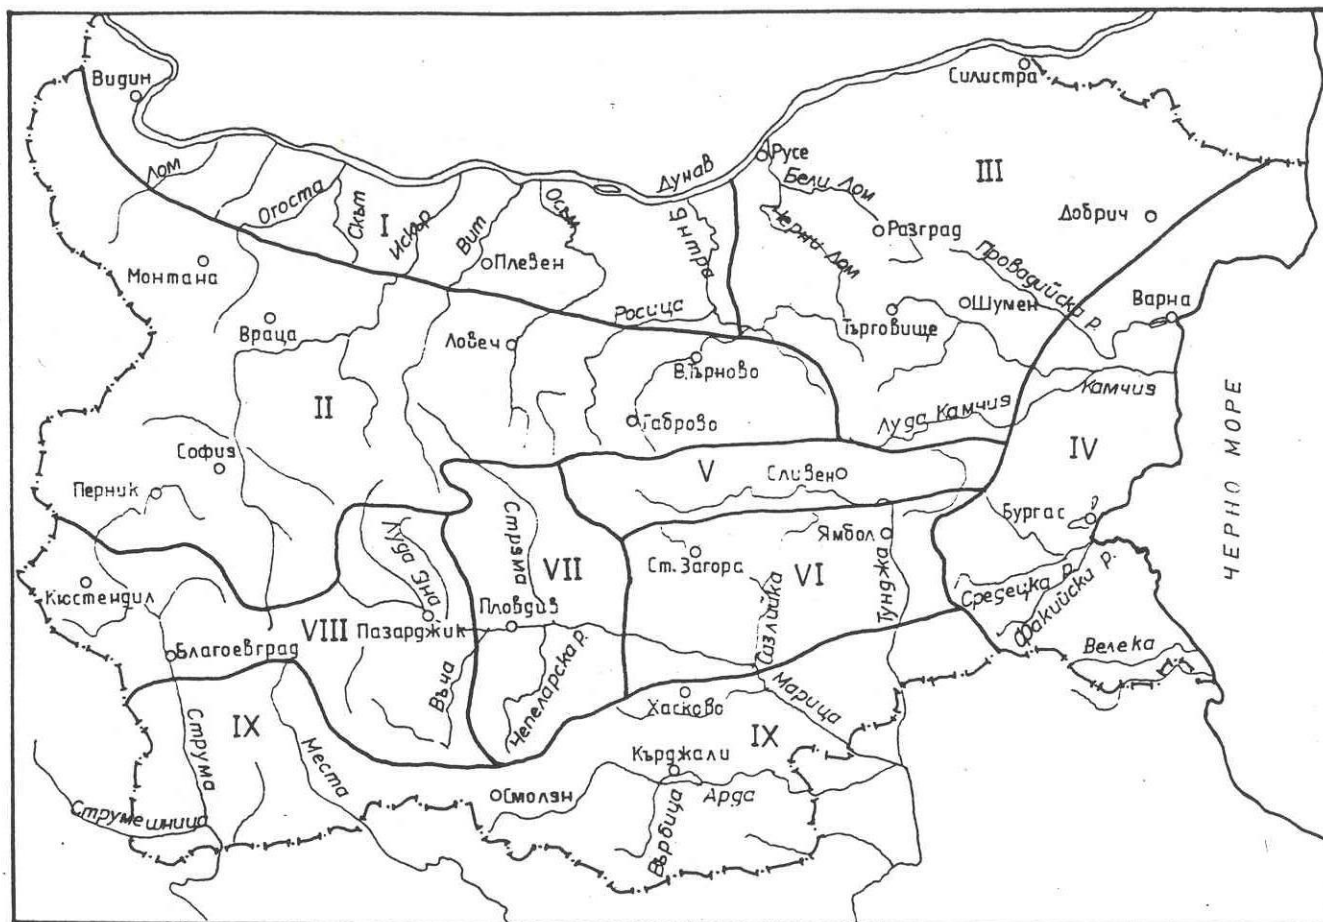 Силистра
Видин
Русе
Дунав
Лом
Бели Лом
III
Огоста
Скът
I
Искър
Вит
Осъм
Добрич
Черни Лом
Разград
Монтана
Плевен
Провадийска р.
Варна
Шумен
Росица
Враца
Търговище
Ловеч
В.Търново
Камчия
ЧЕРНО МОРЕ
II
Габрово
Луда Камчия
IV
София
V
Сливен
Перник
Стряма
Бургас
Ямбол
Ст. Загора
VI
VII
Кюстендил
Пловдив
Сазлийка
Тунджа
Средецка р.
Факийски р.
VIII
Пазарджик
Благоевград
Велека
Въча
Чепеларска р.
Хасково
Марица
IX
IX
Струма
Места
Кърджали
Смолян
Арда
Струмешница
Върбица